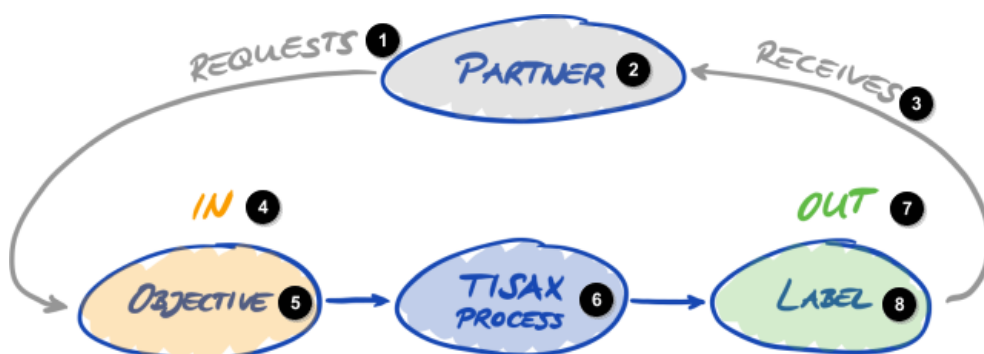 REQUESTS 1
PARTNER 2
RECEIVES 3
IN 4
OUT 7
OBJECTIVE 5
TISAX
PROCESS 6
LABEL 8